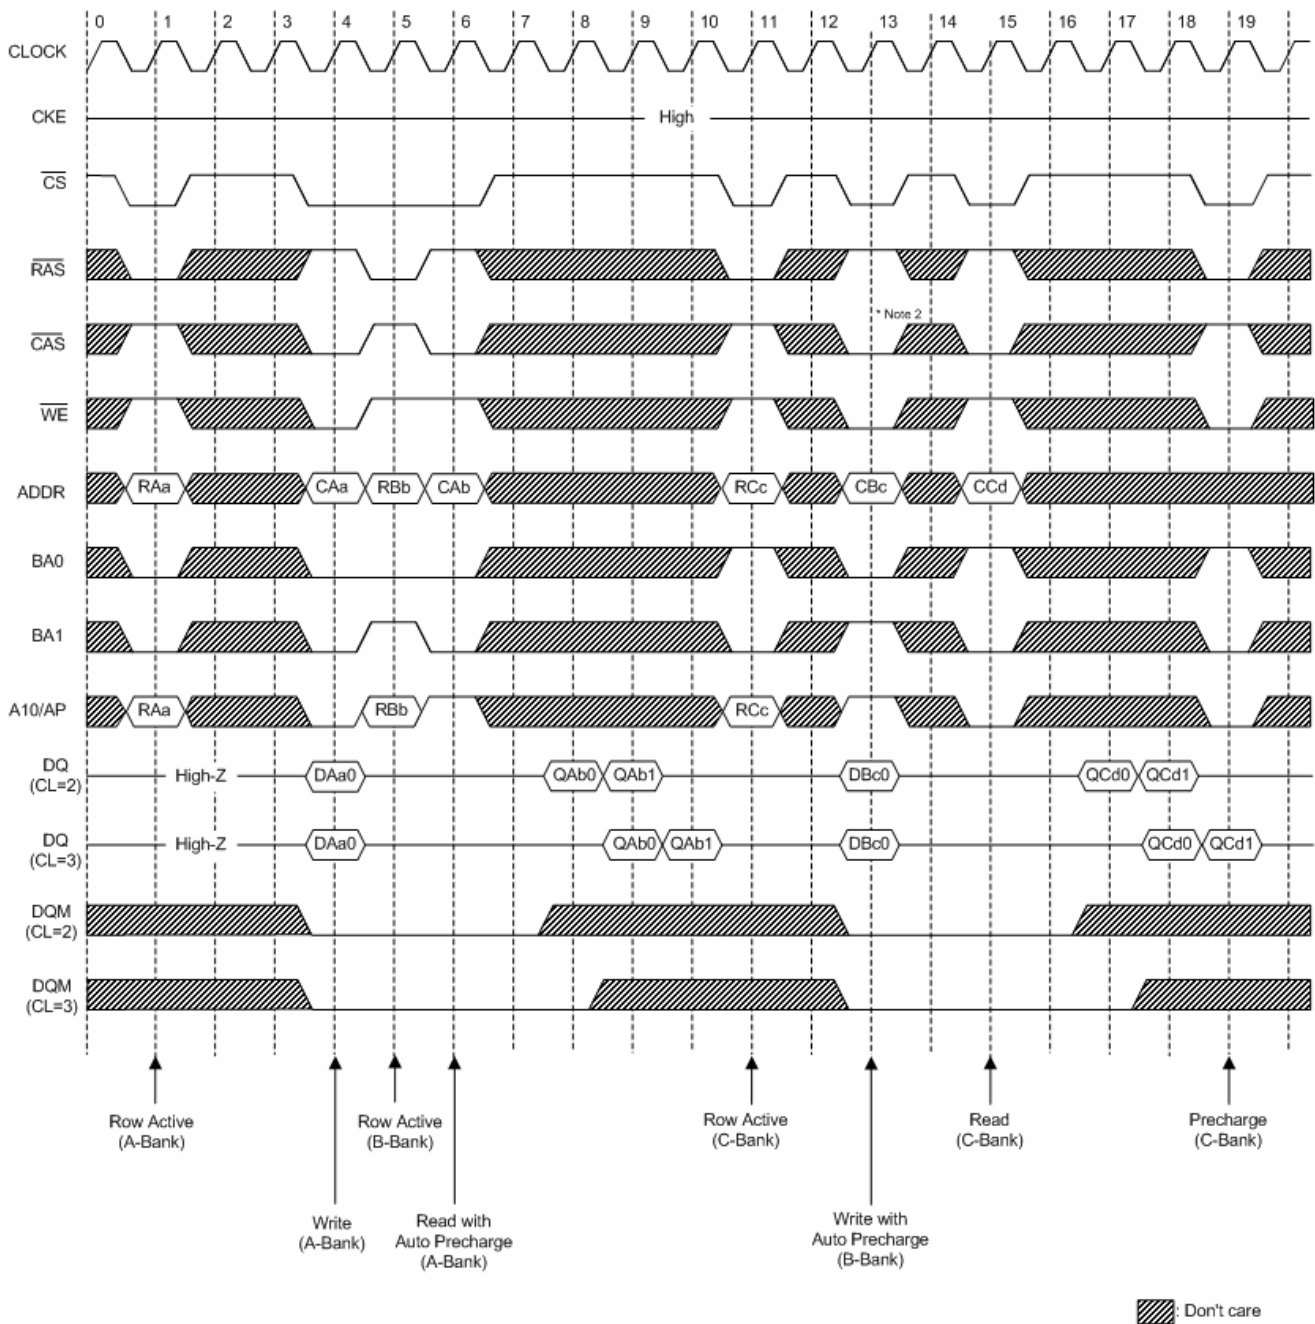 0 1 2 3 4 5 6 7 8 9 10 11 12 13 14 15 16 17 18 19
CLOCK
CKE High
CS
RAS
* Note 2
CAS
WE
ADDR RAa CAa RBb CAb RCc CBc CCd
BA0
BA1
A10/AP RAa RBb RCc
DQ
(CL=2) High-Z DAa0 QAb0 QAb1 DBc0 QCd0 QCd1
DQ
(CL=3) High-Z DAa0 QAb0 QAb1 DBc0 QCd0 QCd1
DQM
(CL=2)
DQM
(CL=3)
Row Active
(A-Bank)
Row Active
(B-Bank)
Row Active
(C-Bank)
Read
(C-Bank)
Precharge
(C-Bank)
Write
(A-Bank)
Read with
Auto Precharge
(A-Bank)
Write with
Auto Precharge
(B-Bank)
: Don't care